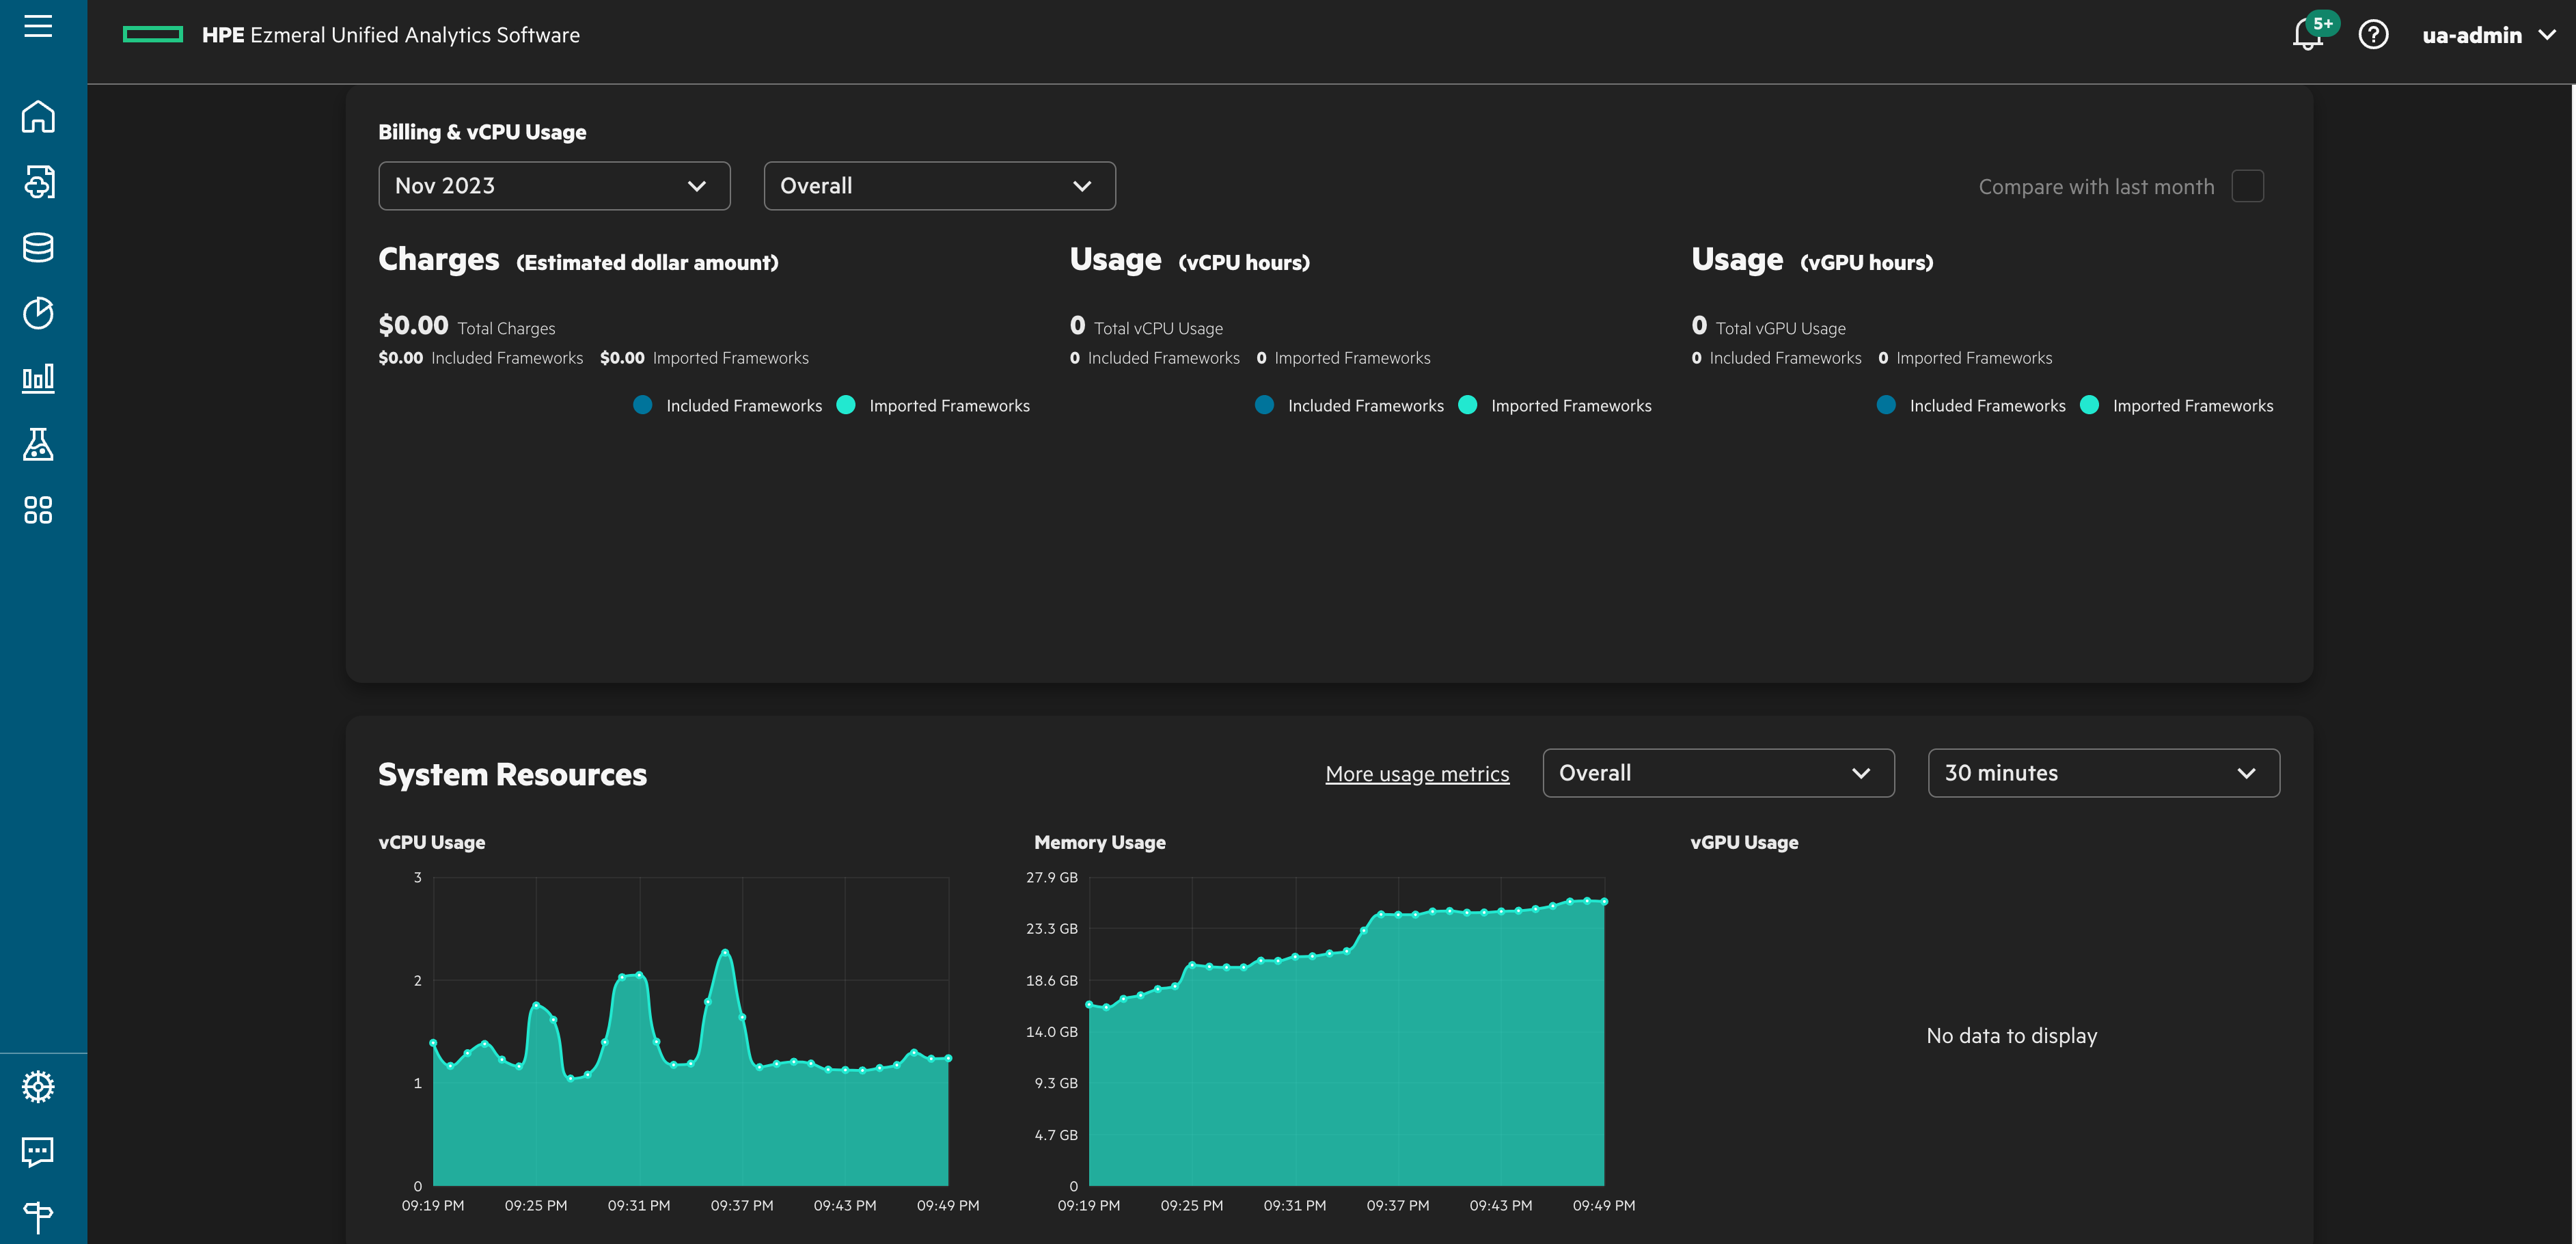 HPE Ezmeral Unified Analytics Software
5+
ua-admin
Billing & vCPU Usage
Nov 2023
Overall
Compare with last month
Charges (Estimated dollar amount)
$0.00 Total Charges
$0.00 Included Frameworks $0.00 Imported Frameworks
Included Frameworks Imported Frameworks
Usage (vCPU hours)
0 Total vCPU Usage
0 Included Frameworks 0 Imported Frameworks
Included Frameworks Imported Frameworks
Usage (vGPU hours)
0 Total vGPU Usage
0 Included Frameworks 0 Imported Frameworks
Included Frameworks Imported Frameworks
System Resources
More usage metrics
Overall
30 minutes
vCPU Usage
3
2
1
0
09:19 PM 09:25 PM 09:31 PM 09:37 PM 09:43 PM 09:49 PM
Memory Usage
27.9 GB
23.3 GB
18.6 GB
14.0 GB
9.3 GB
4.7 GB
0
09:19 PM 09:25 PM 09:31 PM 09:37 PM 09:43 PM 09:49 PM
vGPU Usage
No data to display